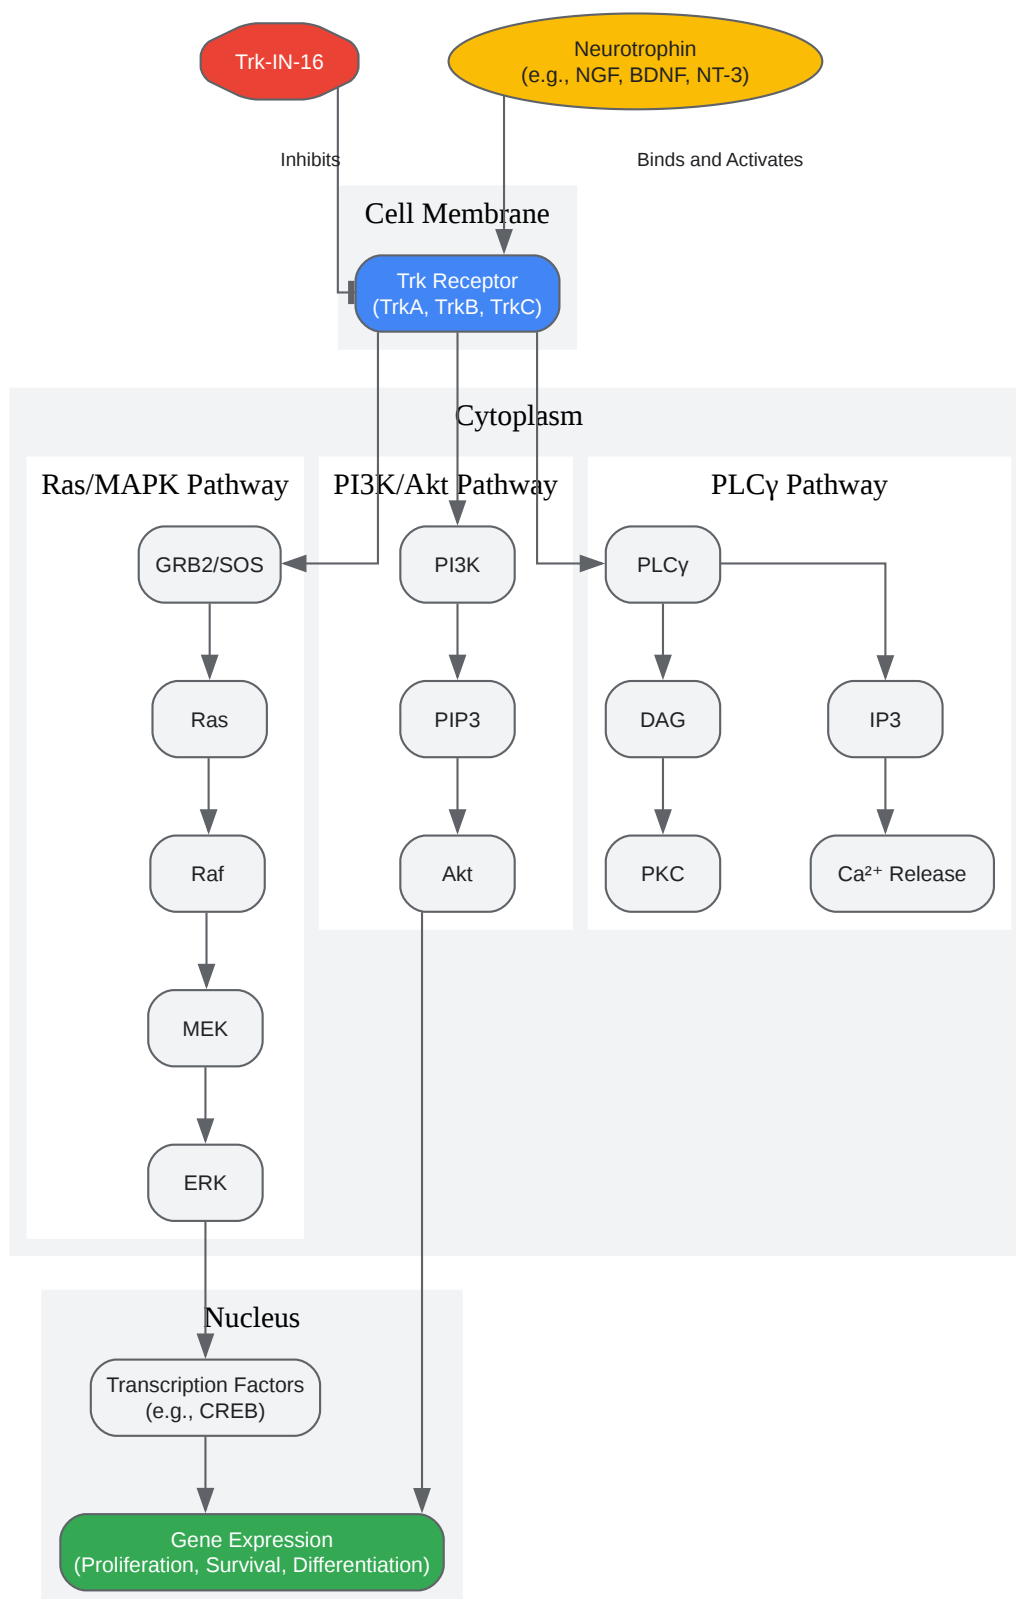 Trk-IN-16
Neurotrophin
(e.g., NGF, BDNF, NT-3)
Inhibits
Binds and Activates
Cell Membrane
Trk Receptor
(TrkA, TrkB, TrkC)
Cytoplasm
Ras/MAPK Pathway
PI3K/Akt Pathway
PLCγ Pathway
GRB2/SOS
PI3K
PLCγ
Ras
PIP3
DAG
IP3
Raf
Akt
PKC
Ca²⁺ Release
MEK
ERK
Nucleus
Transcription Factors
(e.g., CREB)
Gene Expression
(Proliferation, Survival, Differentiation)